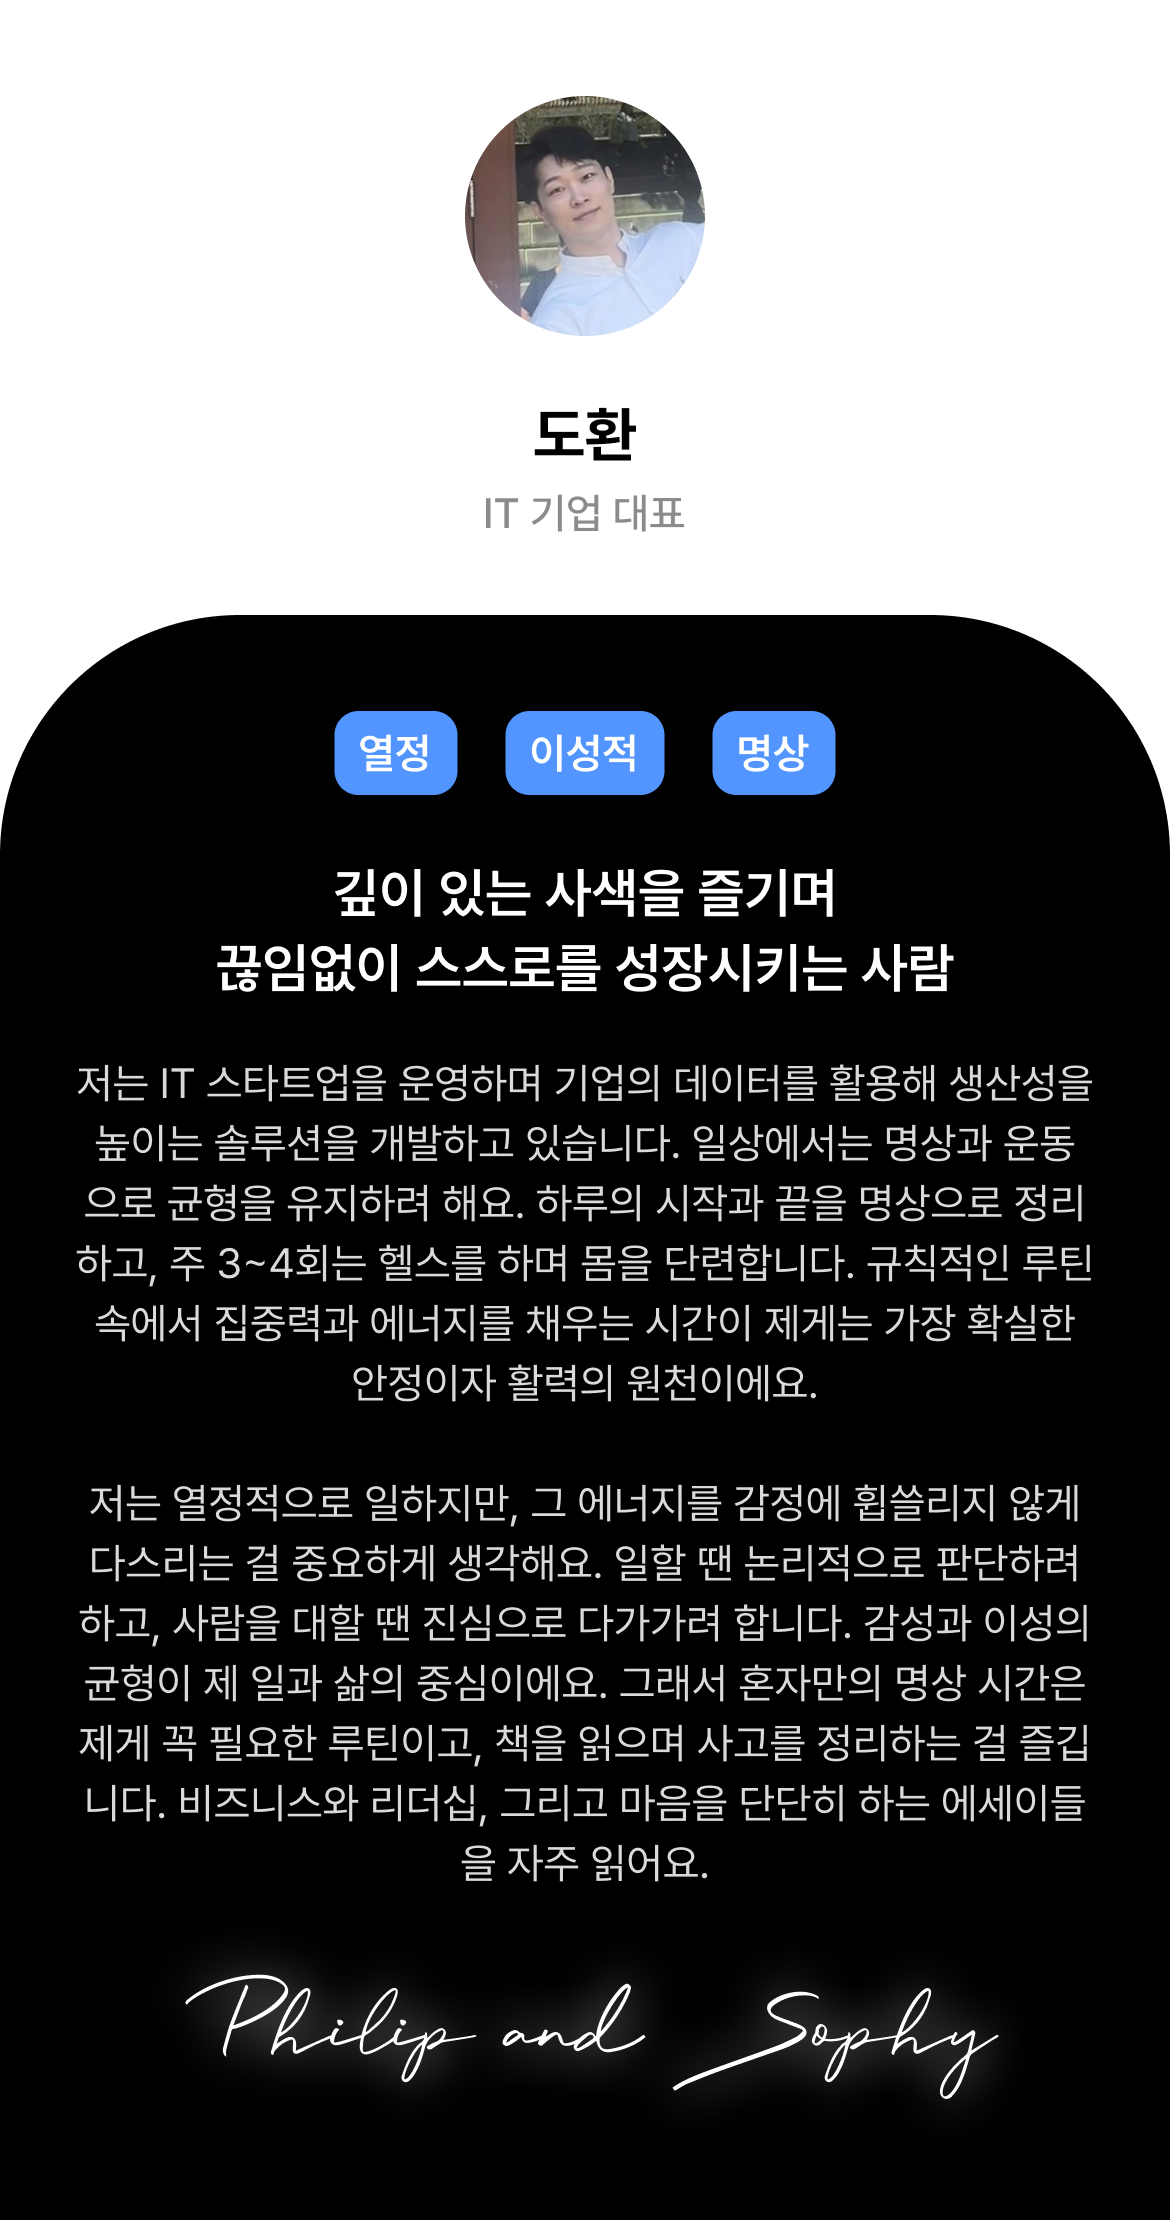 도환
IT 기업 대표
열정 이성적 명상
깊이 있는 사색을 즐기며
끊임없이 스스로를 성장시키는 사람
저는 IT 스타트업을 운영하며 기업의 데이터를 활용해 생산성을
높이는 솔루션을 개발하고 있습니다. 일상에서는 명상과 운동
으로 균형을 유지하려 해요. 하루의 시작과 끝을 명상으로 정리
하고, 주 3~4회는 헬스를 하며 몸을 단련합니다. 규칙적인 루틴
속에서 집중력과 에너지를 채우는 시간이 제게는 가장 확실한
안정이자 활력의 원천이에요.
저는 열정적으로 일하지만, 그 에너지를 감정에 휩쓸리지 않게
다스리는 걸 중요하게 생각해요. 일할 땐 논리적으로 판단하려
하고, 사람을 대할 땐 진심으로 다가가려 합니다. 감성과 이성의
균형이 제 일과 삶의 중심이에요. 그래서 혼자만의 명상 시간은
제게 꼭 필요한 루틴이고, 책을 읽으며 사고를 정리하는 걸 즐깁
니다. 비즈니스와 리더십, 그리고 마음을 단단히 하는 에세이들
을 자주 읽어요.
Philip and Sophy